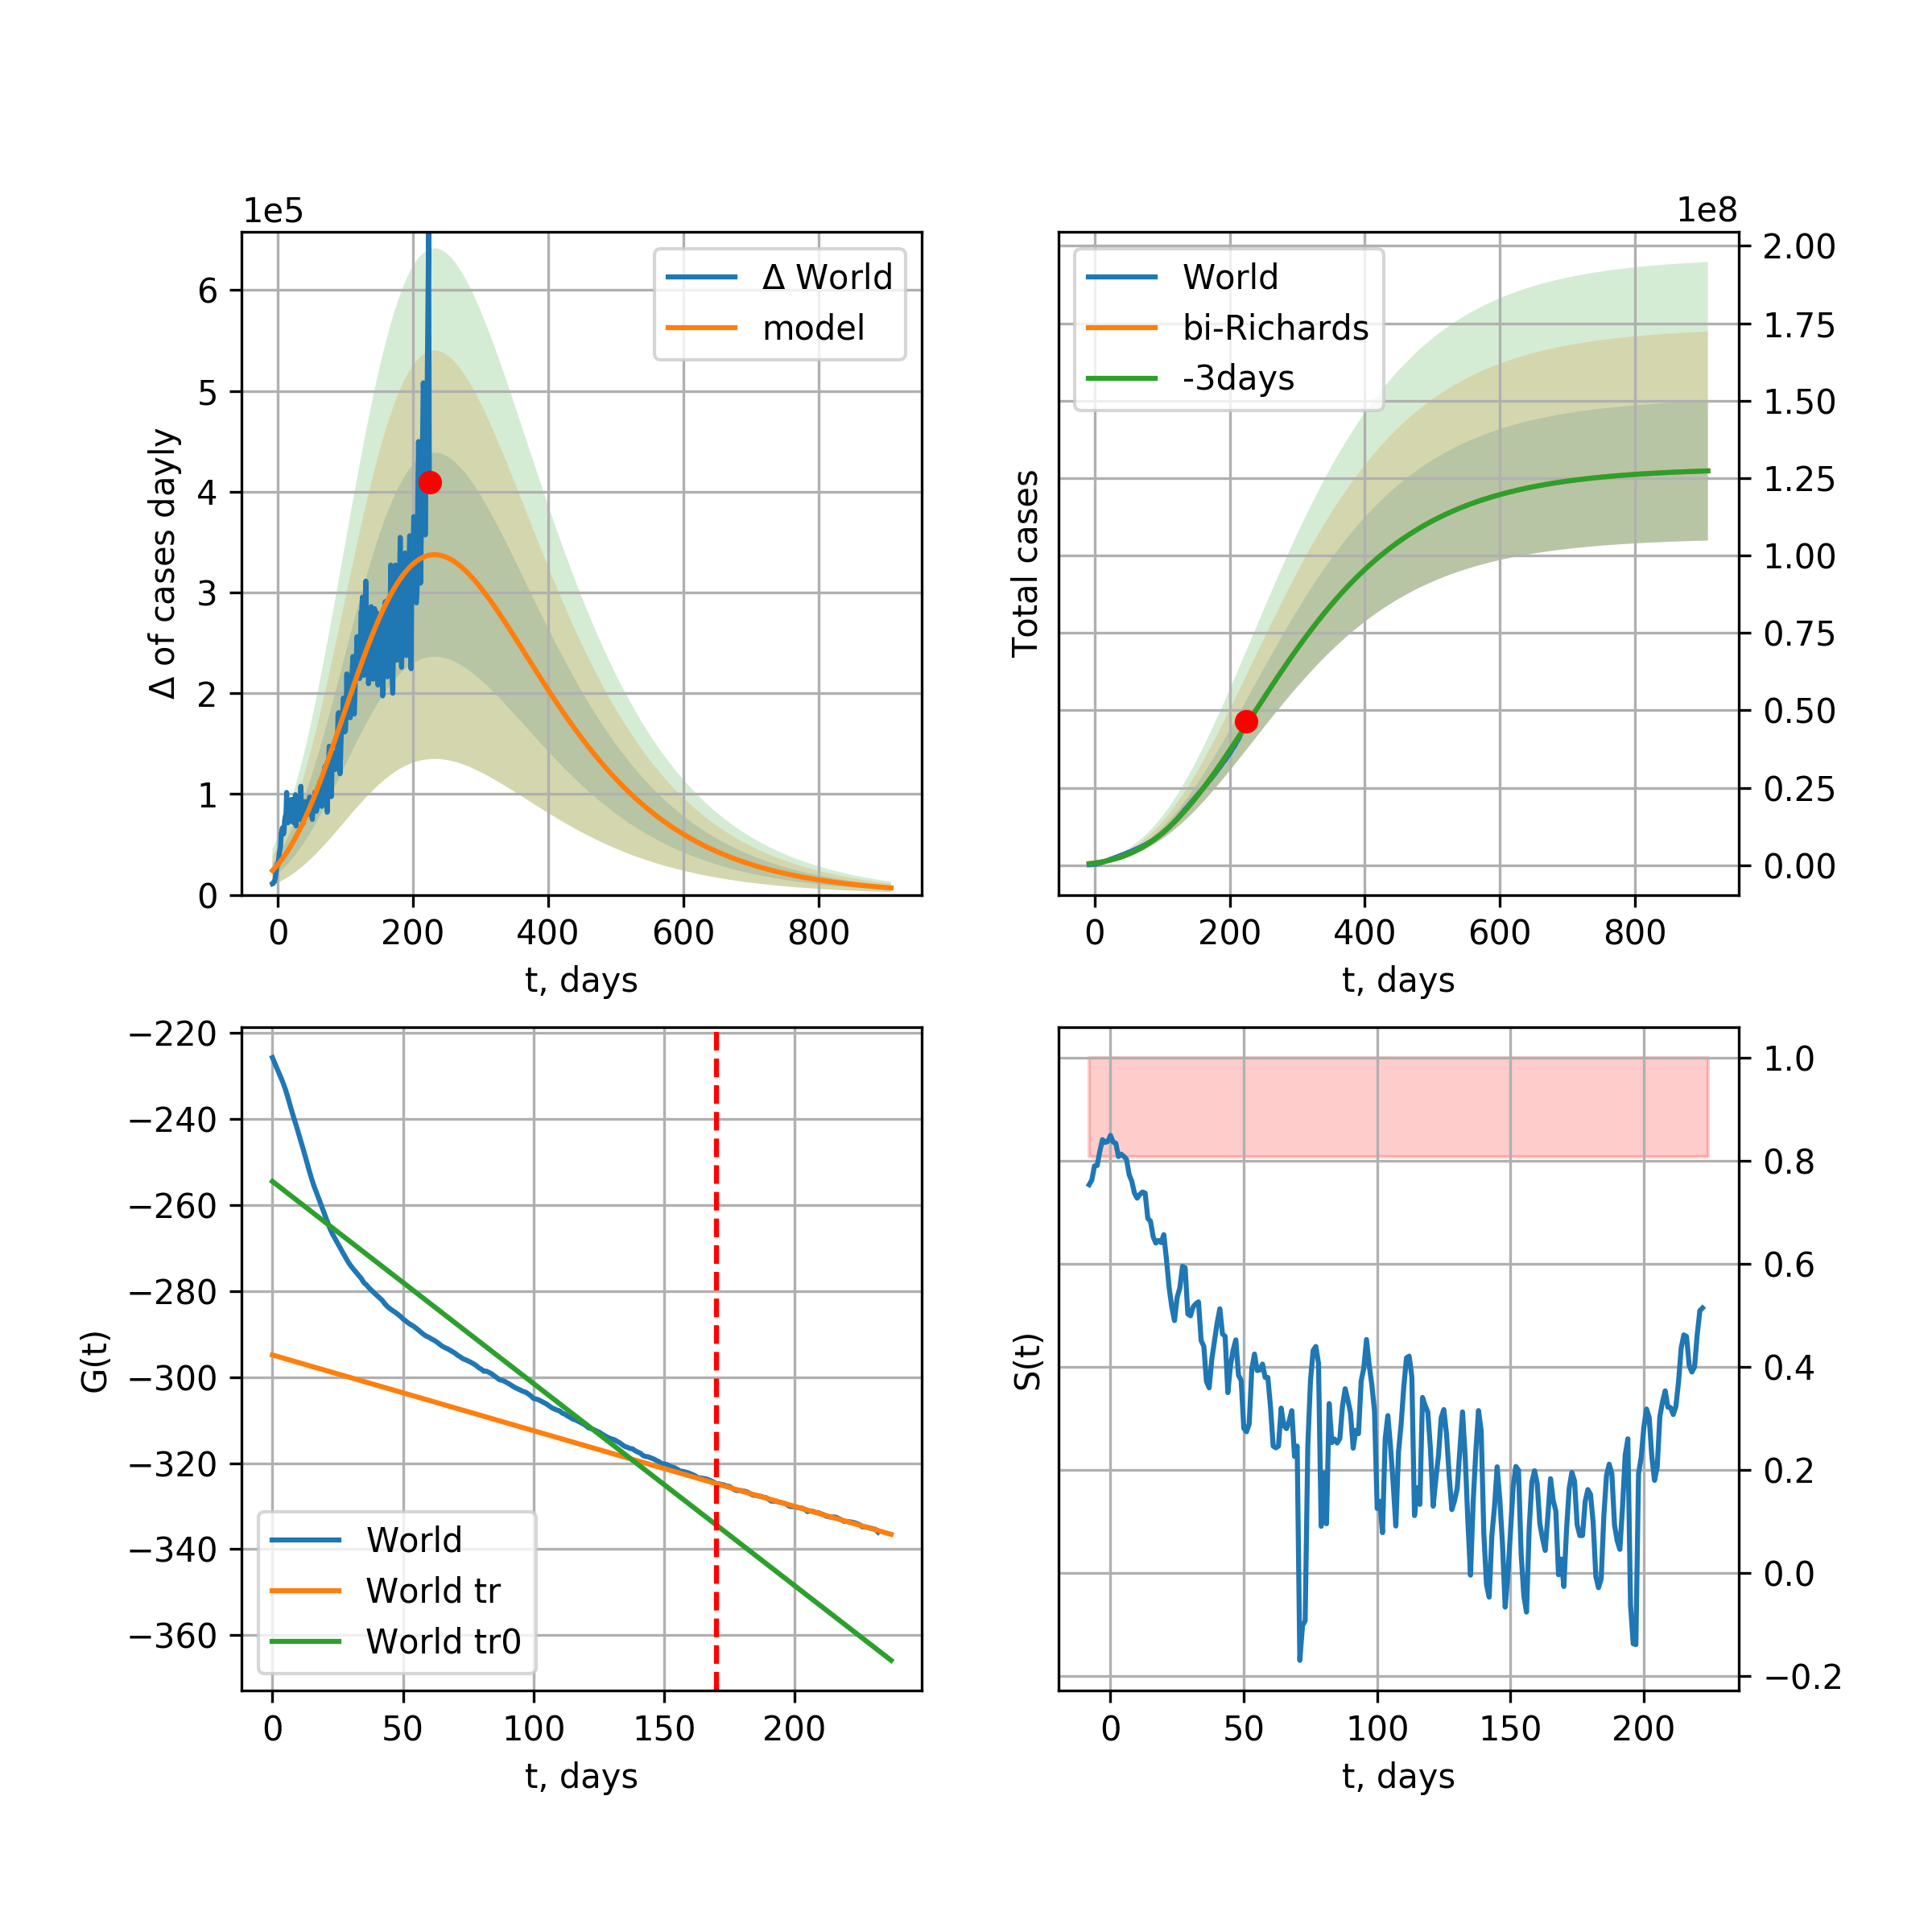 1e5
Δ of cases dayly
6
5
4
3
2
1
0
0 200 400 600 800
t, days
Δ World
model
1e8
Total cases
2.00
1.75
1.50
1.25
1.00
0.75
0.50
0.25
0.00
0 200 400 600 800
t, days
World
bi-Richards
-3days
G(t)
−220
−240
−260
−280
−300
−320
−340
−360
0 50 100 150 200
t, days
World
World tr
World tr0
S(t)
1.0
0.8
0.6
0.4
0.2
0.0
−0.2
0 50 100 150 200
t, days